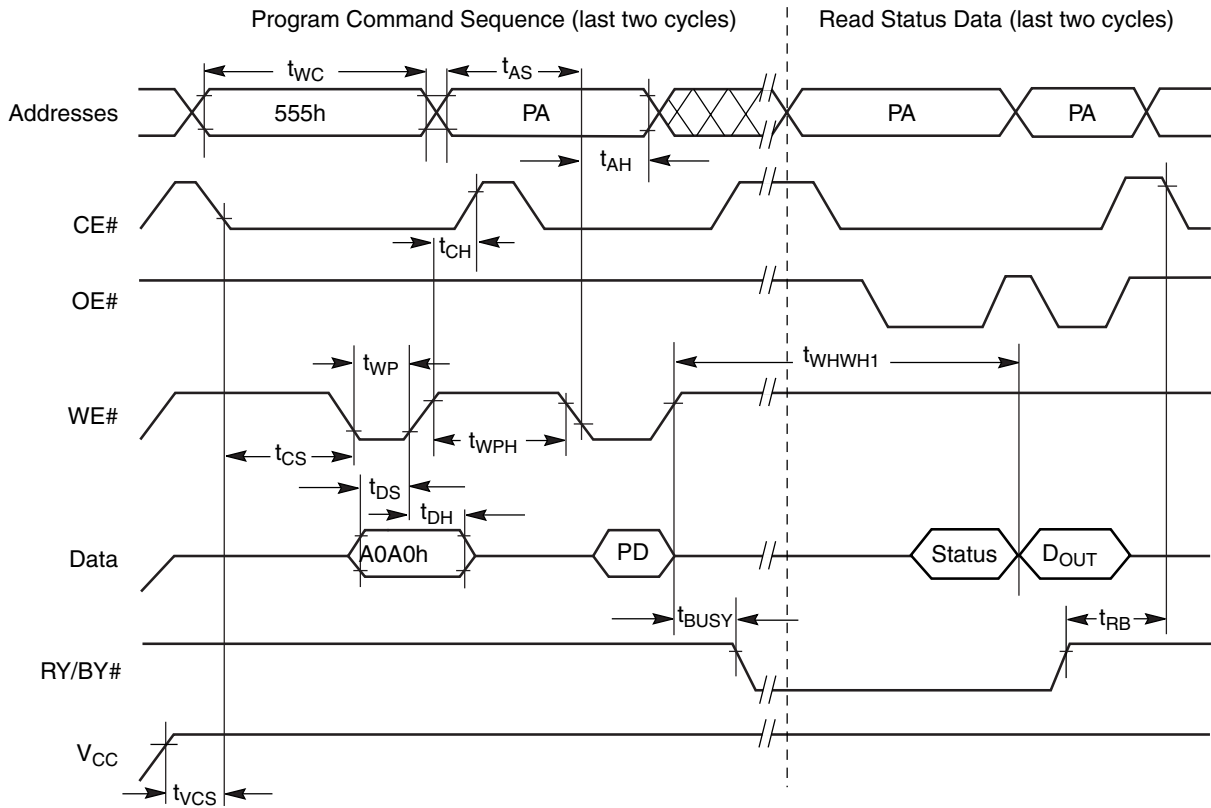 Program Command Sequence (last two cycles)
Read Status Data (last two cycles)
tWC
tAS
Addresses
555h
PA
PA
PA
tAH
CE#
tCH
OE#
tWP
tWHWH1
WE#
tCS
tWPH
tDS
tDH
Data
A0A0h
PD
Status
DOUT
tBUSY
tRB
RY/BY#
VCC
tVCS